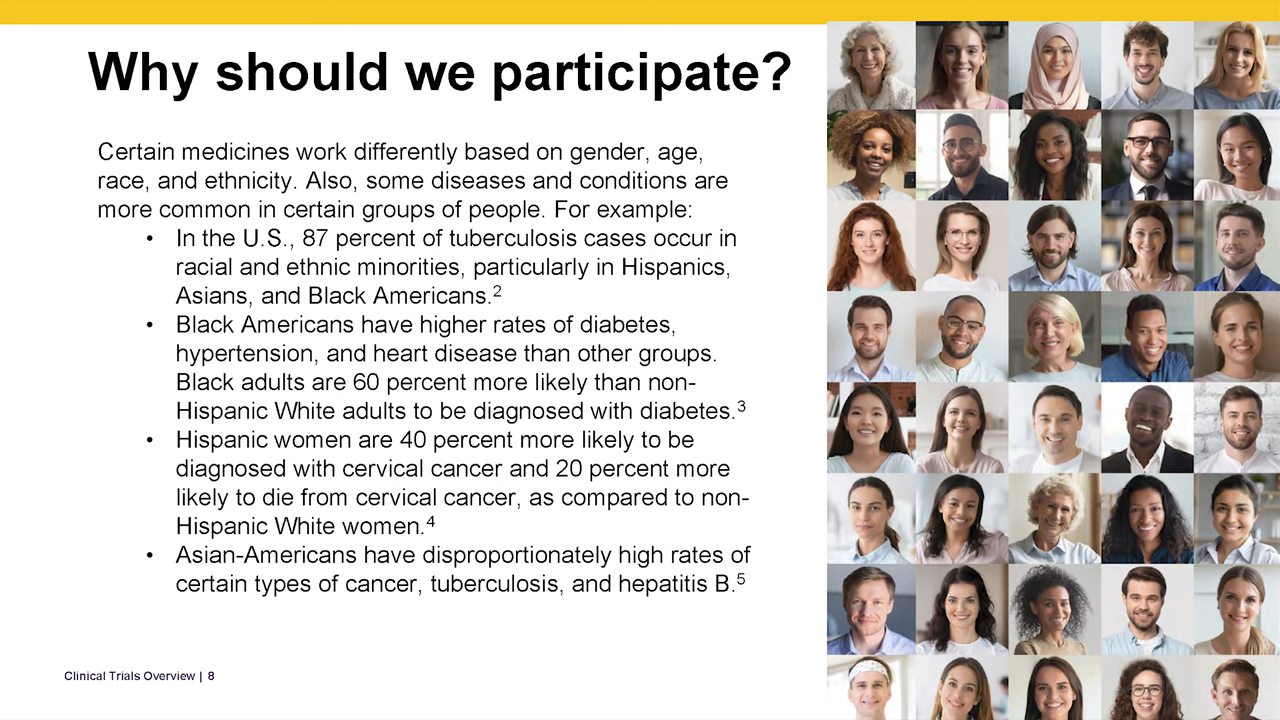 Why should we participate?
Certain medicines work differently based on gender, age,
race, and ethnicity. Also, some diseases and conditions are
more common in certain groups of people. For example:
• In the U.S., 87 percent of tuberculosis cases occur in
racial and ethnic minorities, particularly in Hispanics,
Asians, and Black Americans.²
• Black Americans have higher rates of diabetes,
hypertension, and heart disease than other groups.
Black adults are 60 percent more likely than non-
Hispanic White adults to be diagnosed with diabetes.³
• Hispanic women are 40 percent more likely to be
diagnosed with cervical cancer and 20 percent more
likely to die from cervical cancer, as compared to non-
Hispanic White women.⁴
• Asian-Americans have disproportionately high rates of
certain types of cancer, tuberculosis, and hepatitis B.⁵
Clinical Trials Overview | 8